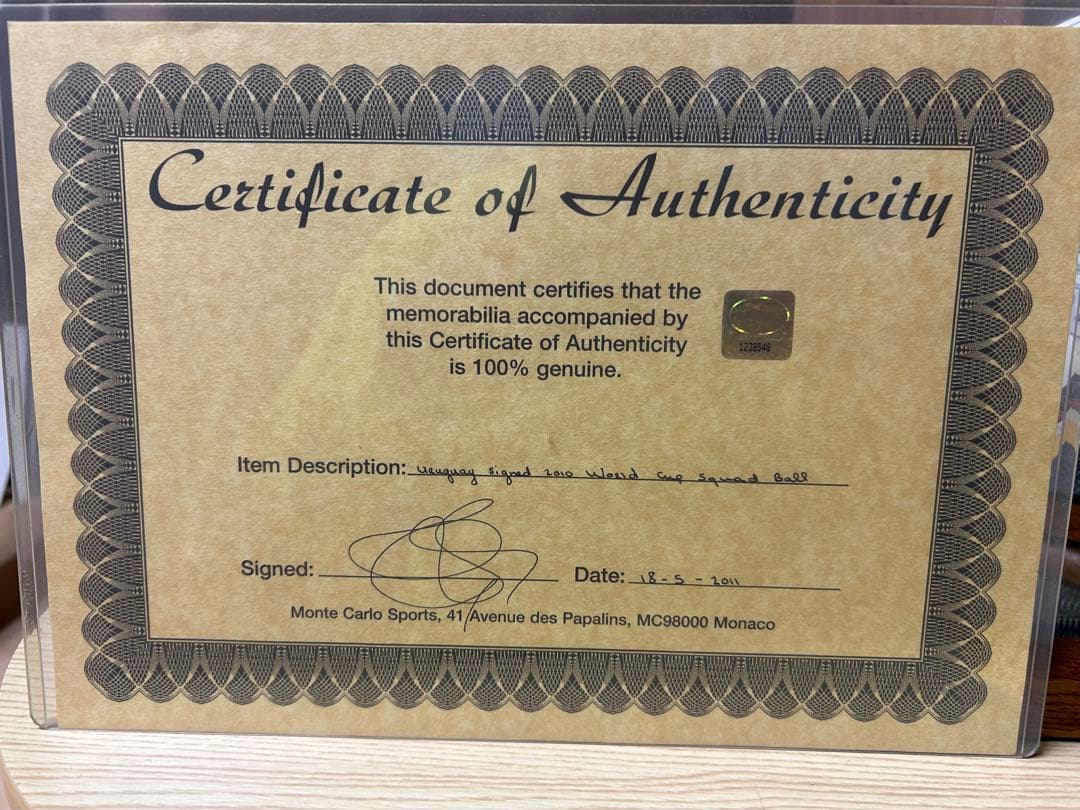 Certificate of Authenticity
This document certifies that the
memorabilia accompanied by
this Certificate of Authenticity
is 100% genuine.
1238548
Item Description: Uruguay signed 2010 World Cup Squad Ball
Signed:
Date: 18-5-2011
Monte Carlo Sports, 41 Avenue des Papalins, MC98000 Monaco